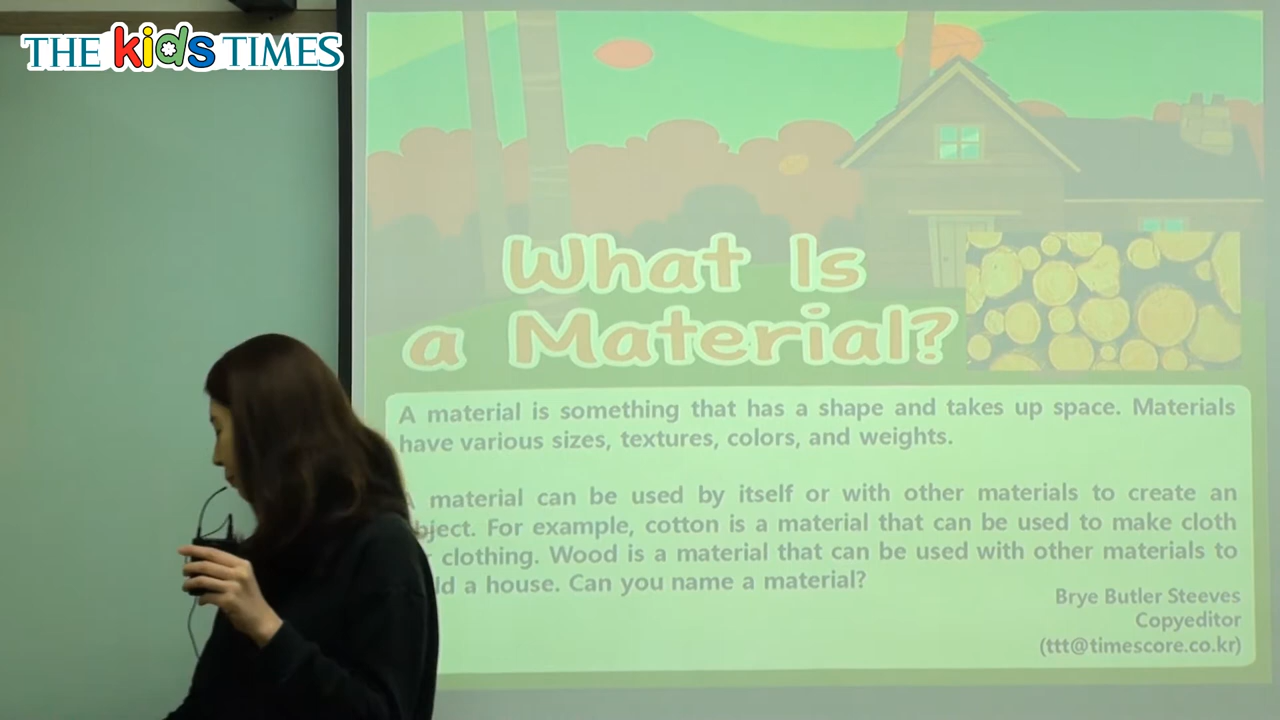 THE kids TIMES
What Is
a Material?
A material is something that has a shape and takes up space. Materials
have various sizes, textures, colors, and weights.
material can be used by itself or with other materials to create an
For example, cotton is a material that can be used to make cloth
clothing. Wood is a material that can be used with other materials to
a house. Can you name a material?
Brye Butler Steeves
Copyeditor
(ttt@timescore.co.kr)